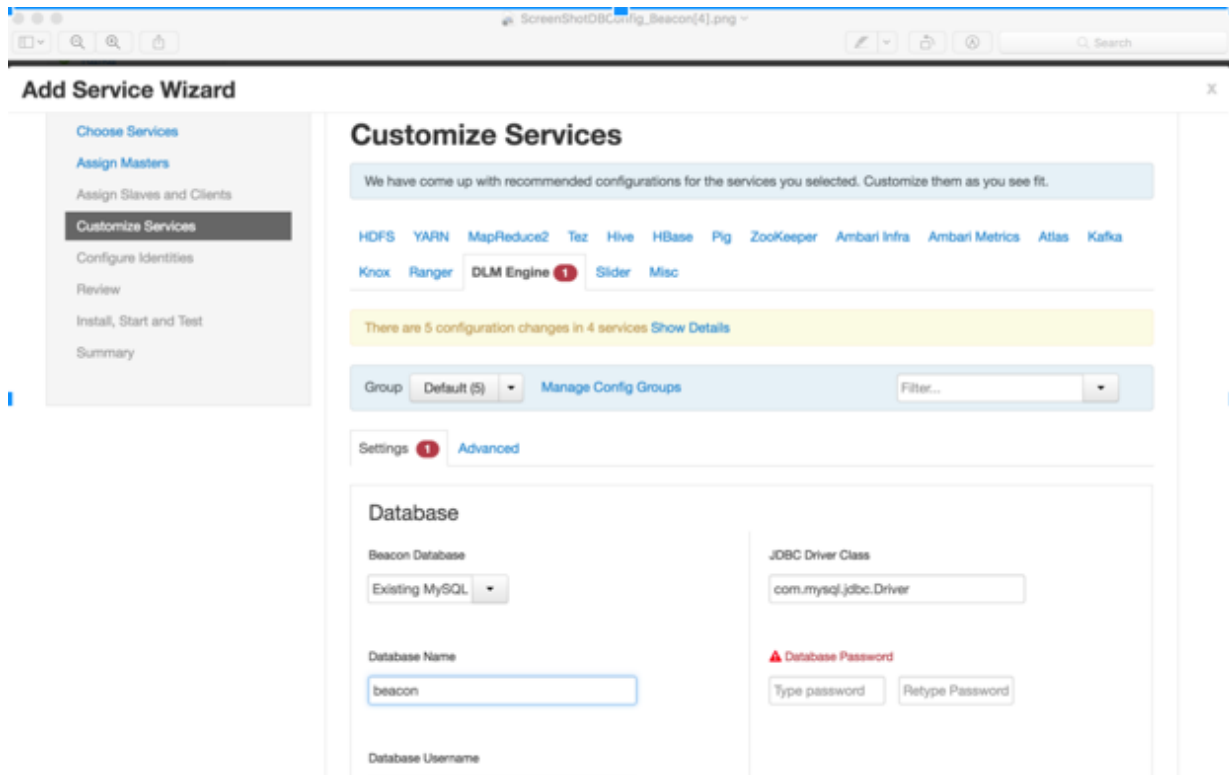 ScreenShotDBConfig_Beacon[4].png
Search
Add Service Wizard
X
Choose Services
Assign Masters
Assign Slaves and Clients
Customize Services
Configure Identities
Review
Install, Start and Test
Summary
Customize Services
We have come up with recommended configurations for the services you selected. Customize them as you see fit.
HDFS YARN MapReduce2 Tez Hive HBase Pig ZooKeeper Ambari Infra Ambari Metrics Atlas Kafka
Knox Ranger DLM Engine 1 Slider Misc
There are 5 configuration changes in 4 services Show Details
Group Default (5) Manage Config Groups Filter...
Settings 1 Advanced
Database
Beacon Database
Existing MySQL
JDBC Driver Class
com.mysql.jdbc.Driver
Database Name
beacon
Database Password
Type password Retype Password
Database Username